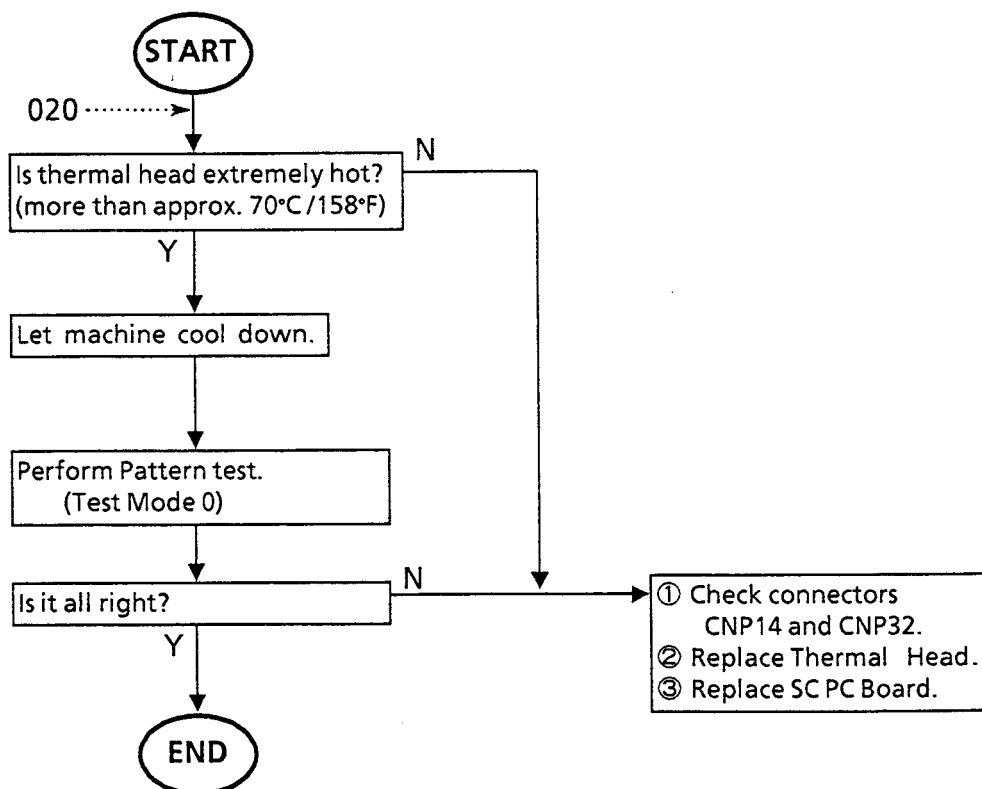 START
020
N
Is thermal head extremely hot?
(more than approx. 70°C/158°F)
Y
Let machine cool down.
Perform Pattern test.
(Test Mode 0)
N
Is it all right?
Y
① Check connectors
CNP14 and CNP32.
② Replace Thermal Head.
③ Replace SC PC Board.
END